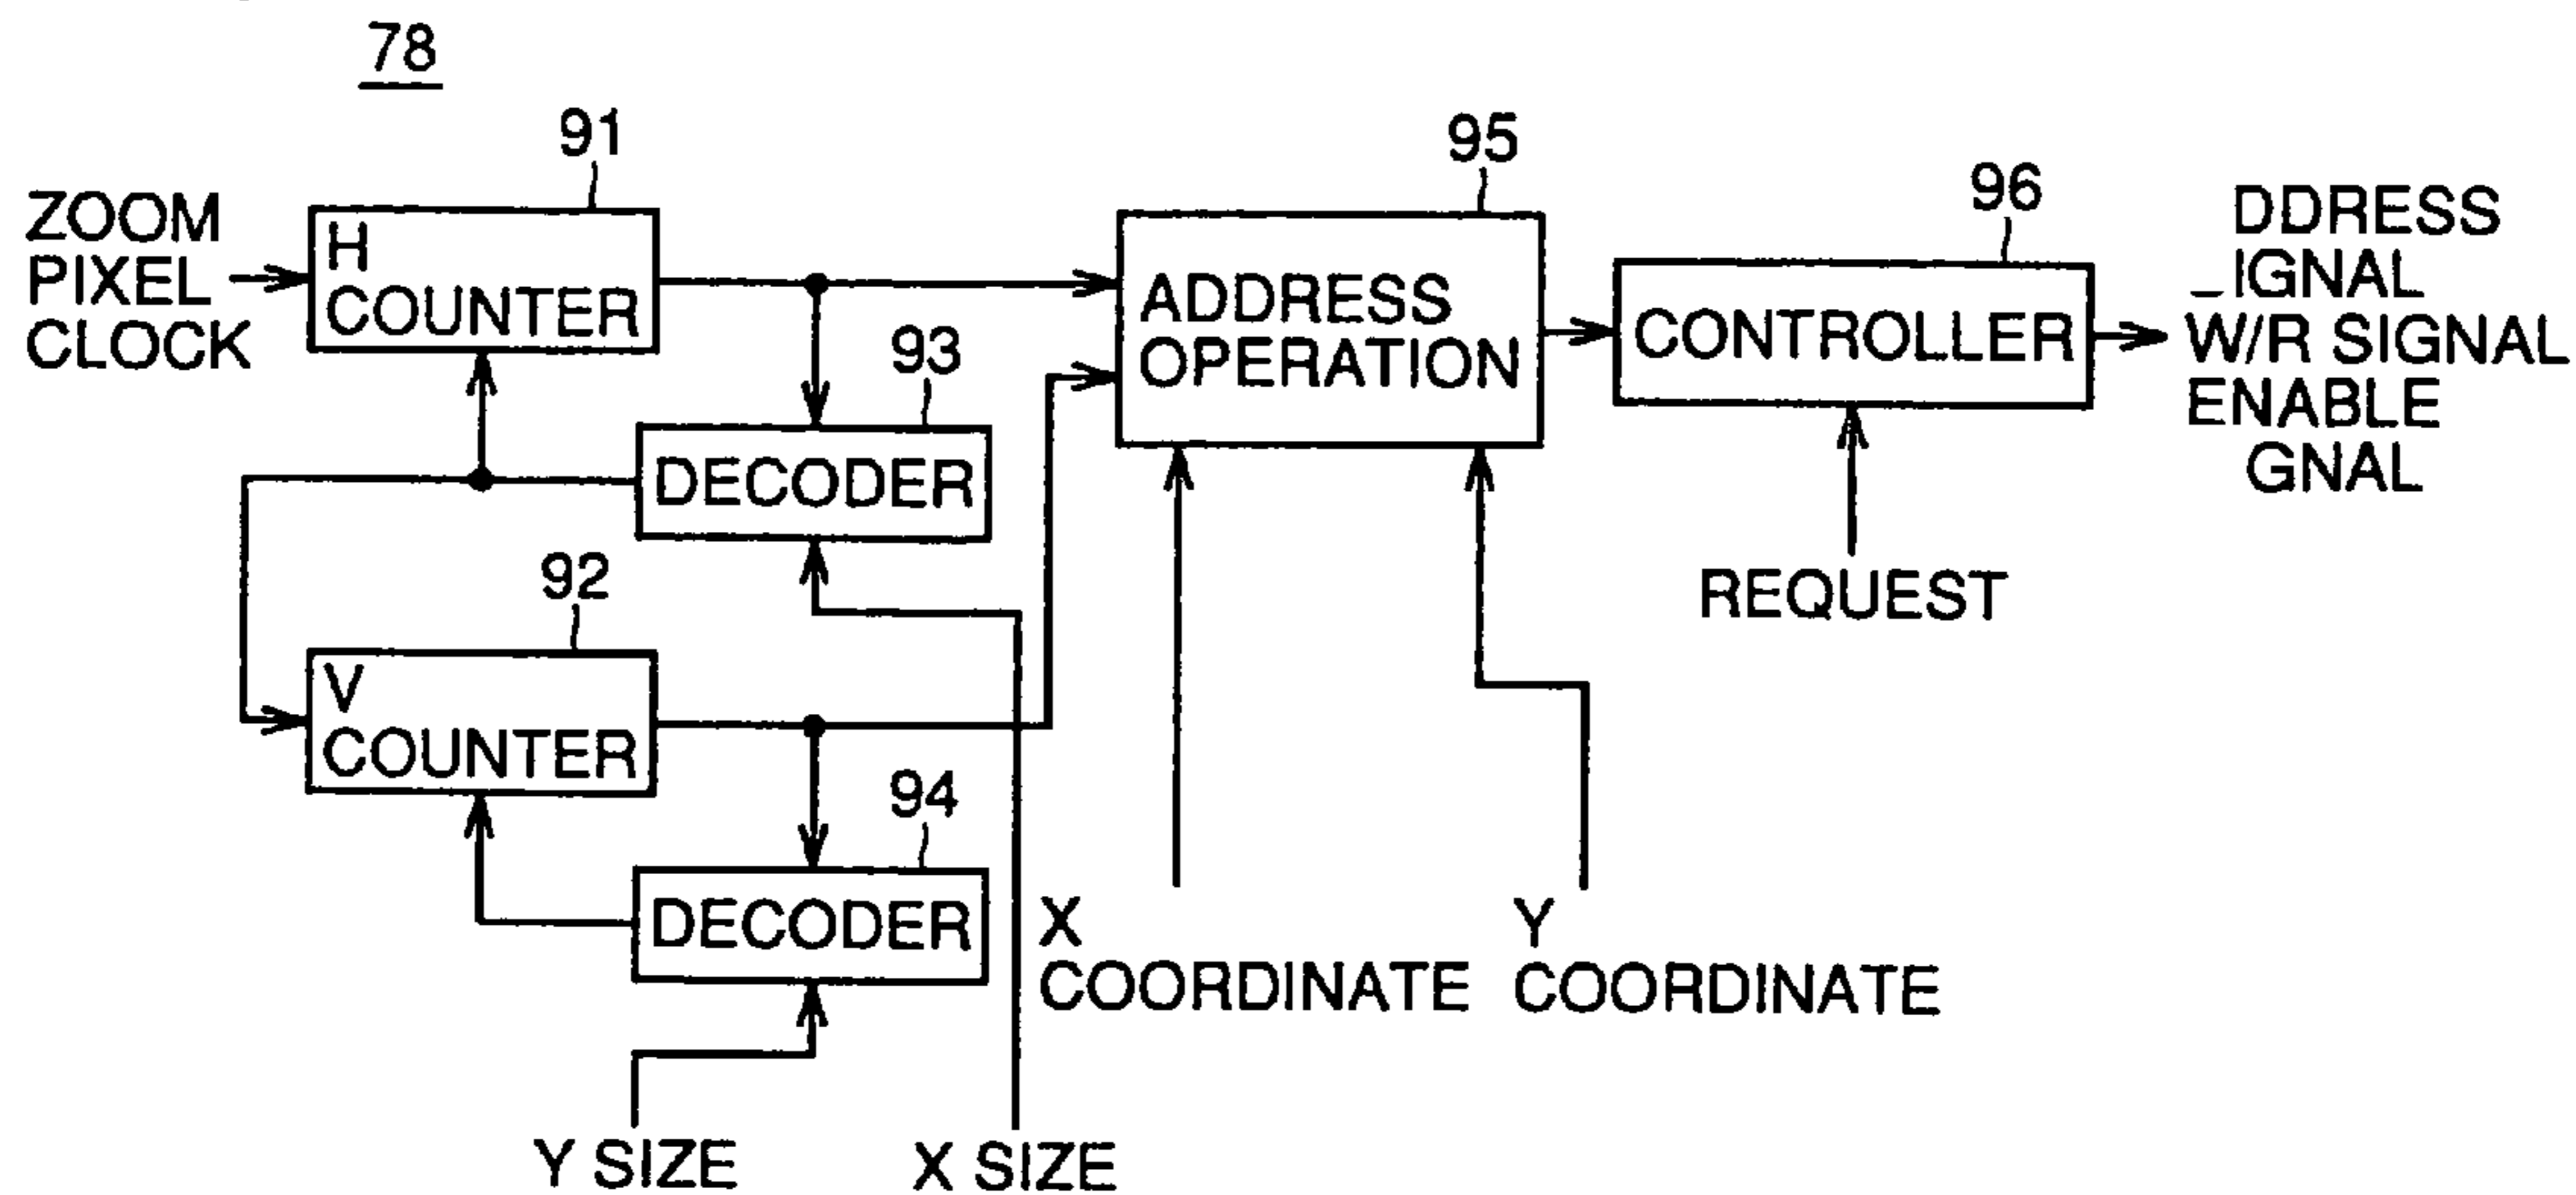 78
91
ZOOM
PIXEL
CLOCK
H
COUNTER
93
DECODER
92
V
COUNTER
94
DECODER
Y SIZE
X SIZE
95
ADDRESS
OPERATION
X
COORDINATE
Y
COORDINATE
96
CONTROLLER
REQUEST
DDRESS
IGNAL
W/R SIGNAL
ENABLE
GNAL